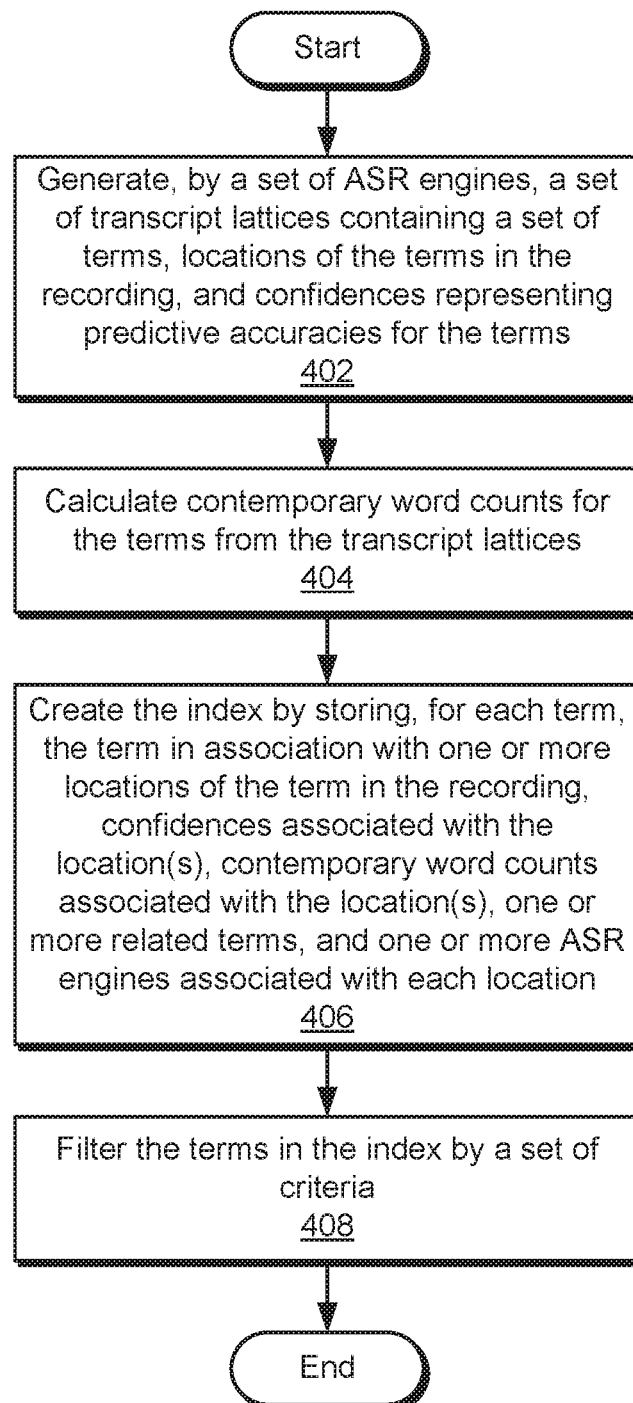 Start
Generate, by a set of ASR engines, a set
of transcript lattices containing a set of
terms, locations of the terms in the
recording, and confidences representing
predictive accuracies for the terms
402
Calculate contemporary word counts for
the terms from the transcript lattices
404
Create the index by storing, for each term,
the term in association with one or more
locations of the term in the recording,
confidences associated with the
location(s), contemporary word counts
associated with the location(s), one or
more related terms, and one or more ASR
engines associated with each location
406
Filter the terms in the index by a set of
criteria
408
End